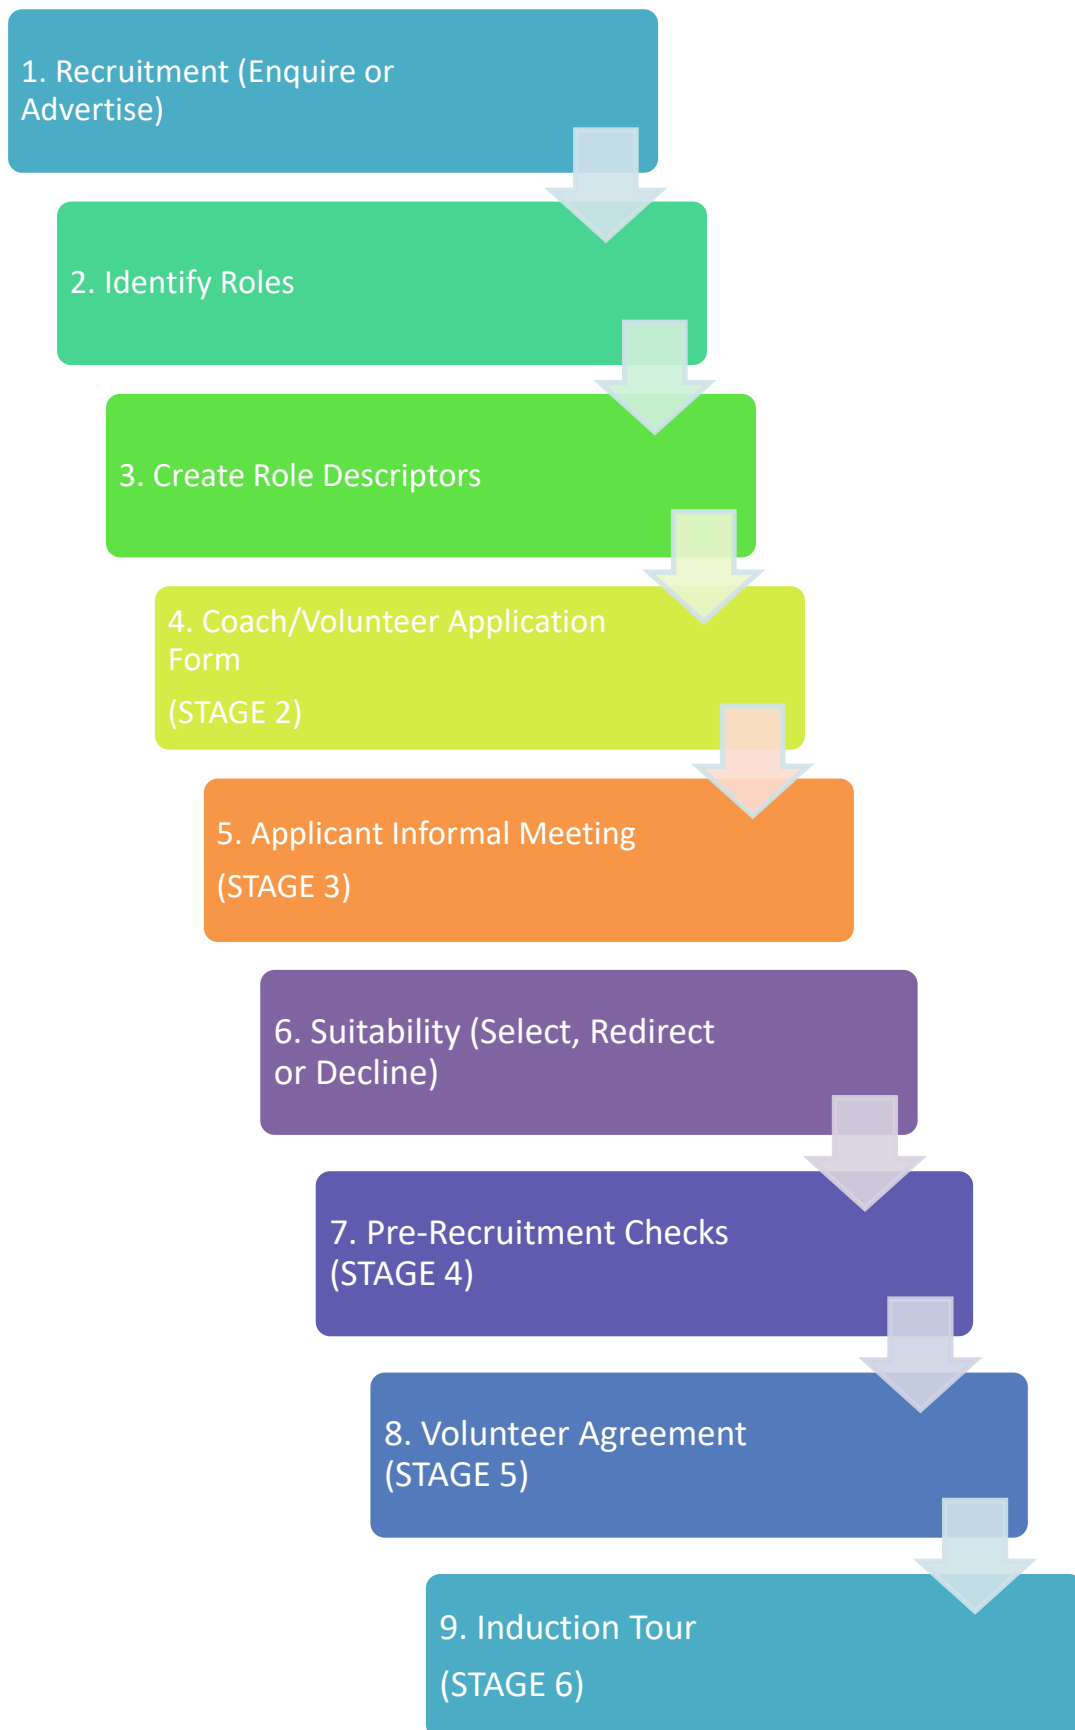 1. Recruitment (Enquire or
Advertise)
2. Identify Roles
3. Create Role Descriptors
4. Coach/Volunteer Application
Form
(STAGE 2)
5. Applicant Informal Meeting
(STAGE 3)
6. Suitability (Select, Redirect
or Decline)
7. Pre-Recruitment Checks
(STAGE 4)
8. Volunteer Agreement
(STAGE 5)
9. Induction Tour
(STAGE 6)